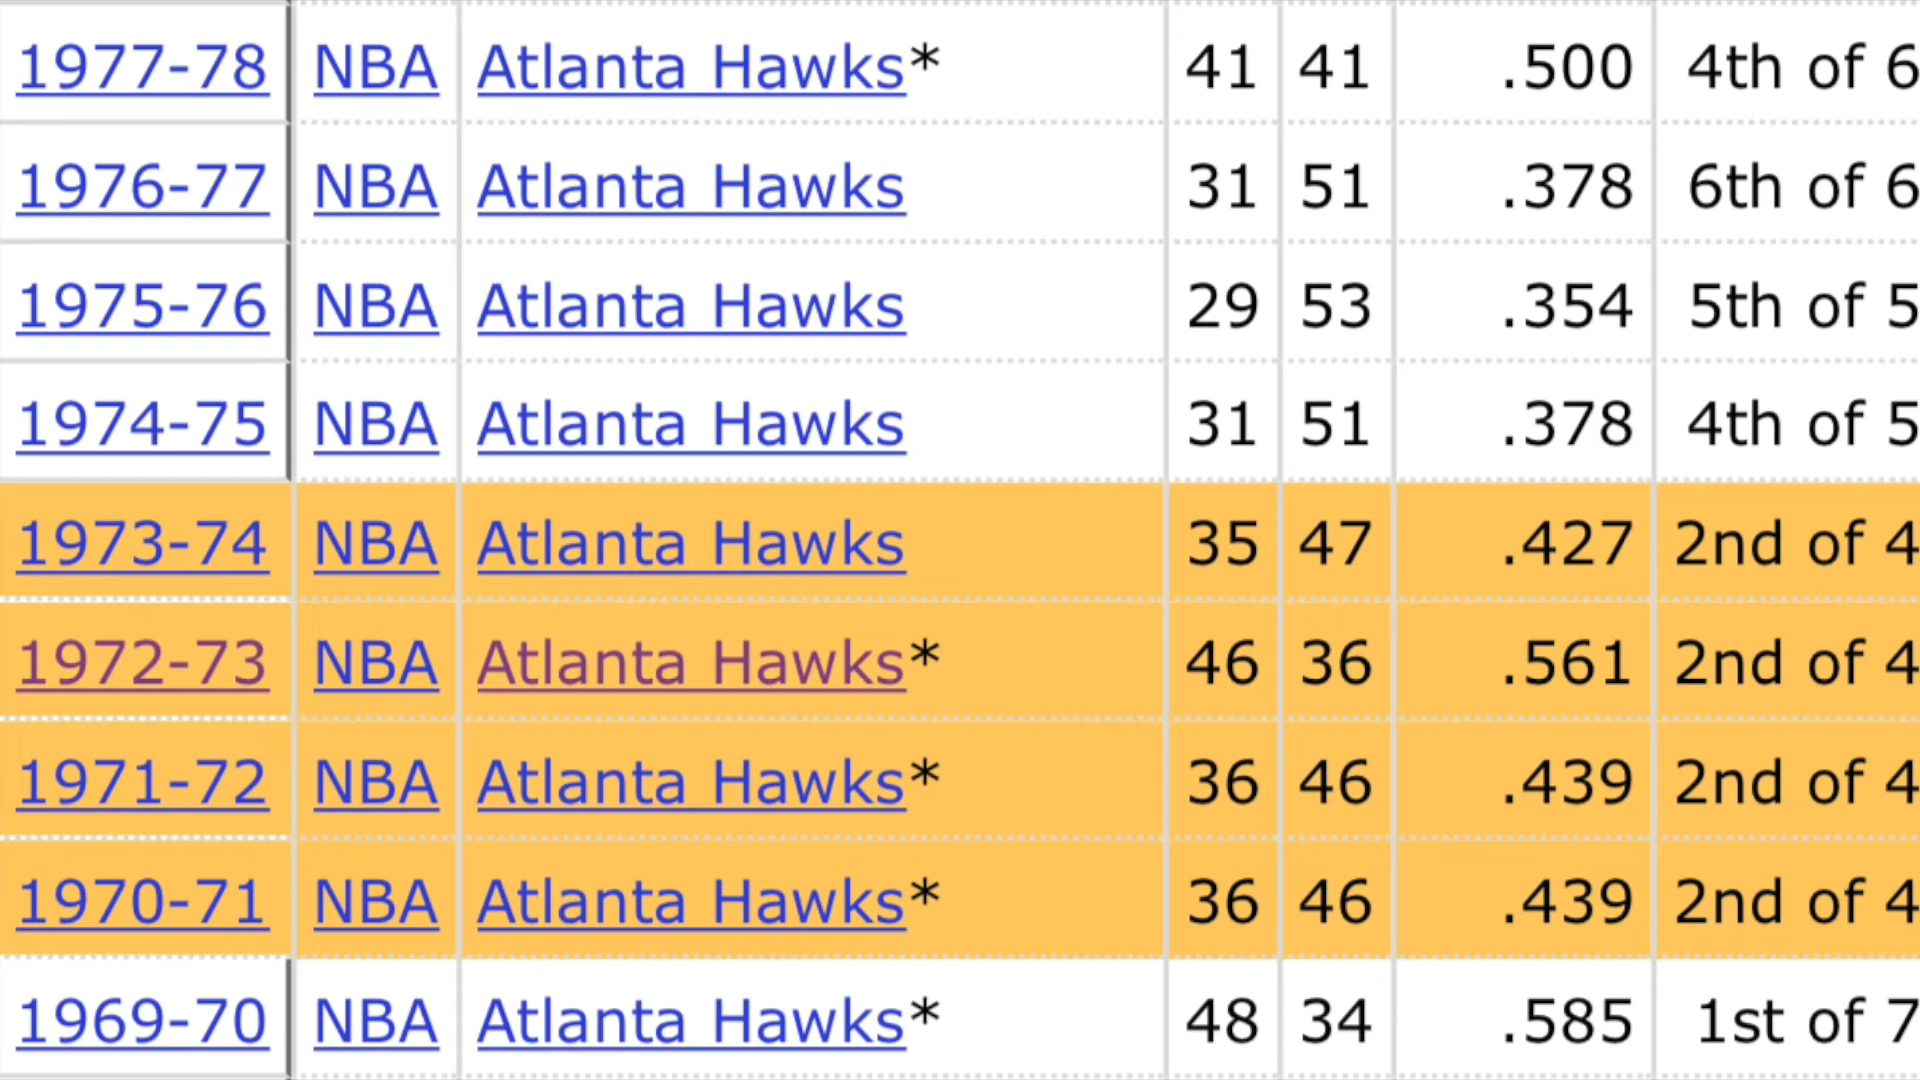 1977-78 NBA Atlanta Hawks* 41 41 .500 4th of 6
1976-77 NBA Atlanta Hawks 31 51 .378 6th of 6
1975-76 NBA Atlanta Hawks 29 53 .354 5th of 5
1974-75 NBA Atlanta Hawks 31 51 .378 4th of 5
1973-74 NBA Atlanta Hawks 35 47 .427 2nd of 4
1972-73 NBA Atlanta Hawks* 46 36 .561 2nd of 4
1971-72 NBA Atlanta Hawks* 36 46 .439 2nd of 4
1970-71 NBA Atlanta Hawks* 36 46 .439 2nd of 4
1969-70 NBA Atlanta Hawks* 48 34 .585 1st of 7